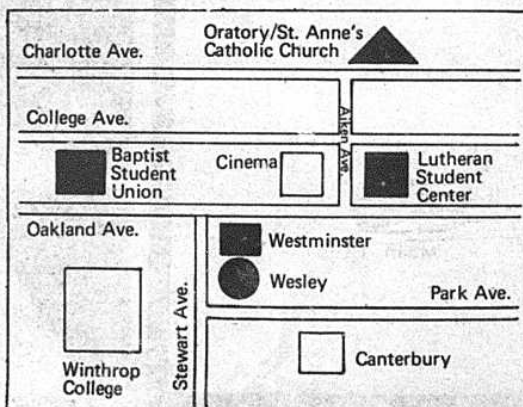 Oratory/St. Anne's
Catholic Church
Charlotte Ave.
College Ave.
Aiken Ave.
Baptist
Student
Union
Cinema
Lutheran
Student
Center
Oakland Ave.
Westminster
Wesley
Park Ave.
Stewart Ave.
Winthrop
College
Canterbury